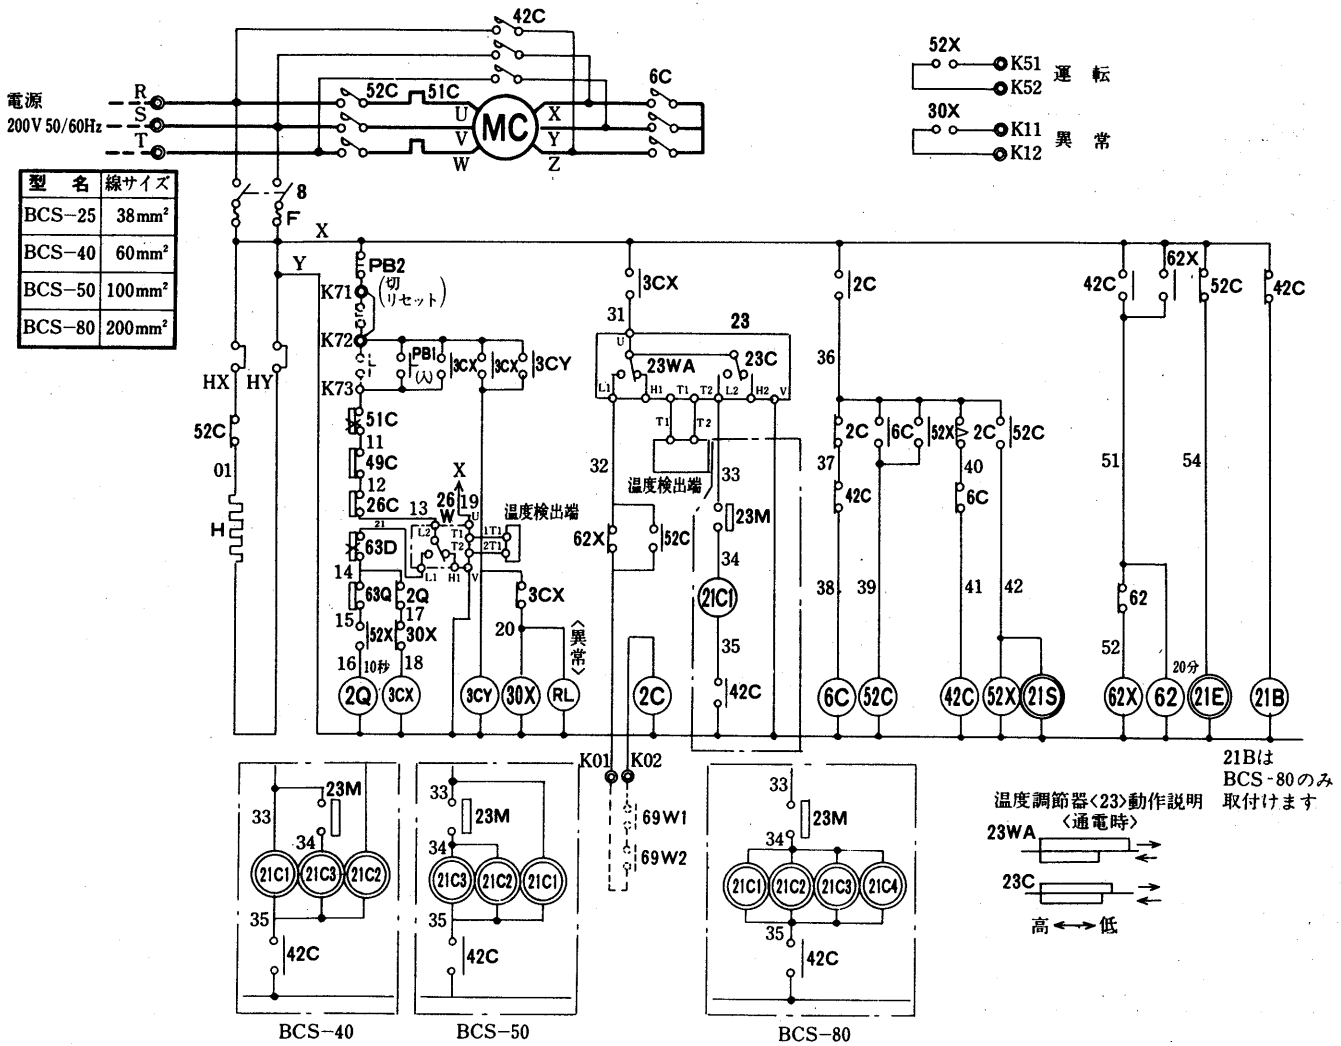 42C
52X
K51
K52
運 転
30X
K11
K12
異 常
電源
200V 50/60Hz
R
S
T
52C
51C
U
V
W
MC
X
Y
Z
6C
型 名 線サイズ
BCS-25 38mm²
BCS-40 60mm²
BCS-50 100mm²
BCS-80 200mm²
8
F
X
Y
K71
PB2
(切
リセット)
K72
K73
PB1
(入)
3CX
3CX
3CY
HX
HY
52C
01
H
51C
11
49C
12
26C
13
21
63D
14
63Q
2Q
15
17
52X
30X
16
10秒
18
2Q
3CX
X
26
W
19
U
L2
T1
T2
L1
H1
V
1T1
2T1
温度検出端
3CX
20
〈異常〉
3CY
30X
RL
3CX
31
U
23
23WA
23C
L1
H1
T1
T2
L2
H2
V
T1
T2
温度検出端
32
33
62X
52C
23M
34
21C1
35
42C
2C
K01
K02
69W1
69W2
2C
36
2C
6C
52X
2C
52C
37
40
42C
6C
38
39
41
42
6C
52C
42C
52X
21S
42C
62X
52C
42C
51
54
62
52
20分
62X
62
21E
21B
21Bは
BCS-80のみ
取付けます
33
23M
34
21C1
21C3
21C2
35
42C
BCS-40
33
23M
34
21C3
21C2
21C1
35
42C
BCS-50
33
23M
34
21C1
21C2
21C3
21C4
35
42C
BCS-80
温度調節器〈23〉動作説明
〈通電時〉
23WA
23C
高←→低